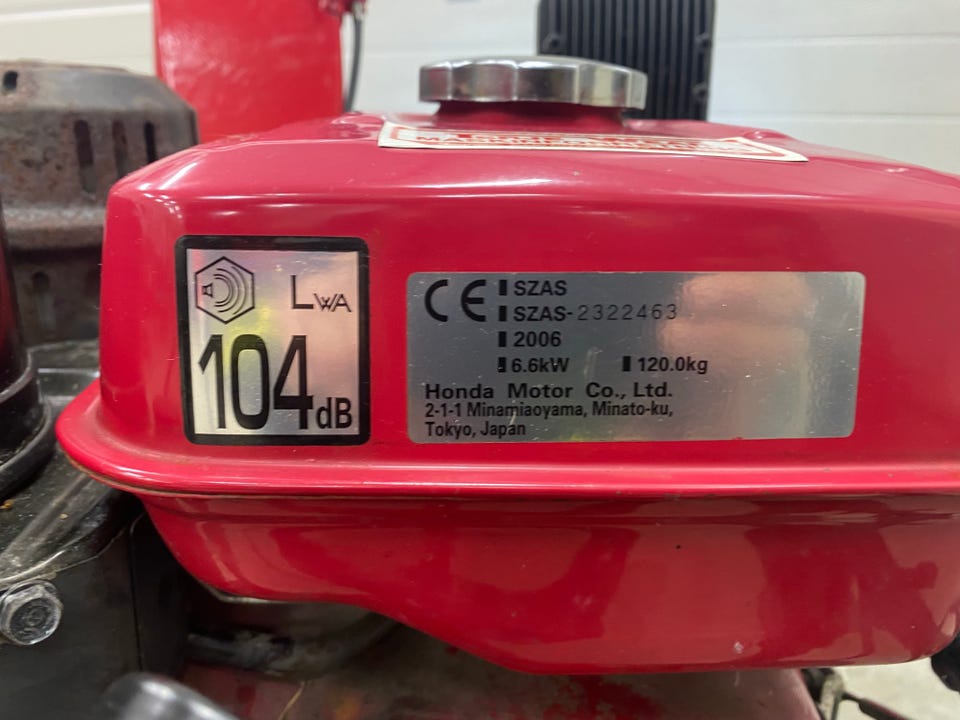 LWA
104dB
CE SZAS
SZAS-2322463
2006
6.6kW 120.0kg
Honda Motor Co., Ltd.
2-1-1 Minamiaoyama, Minato-ku,
Tokyo, Japan